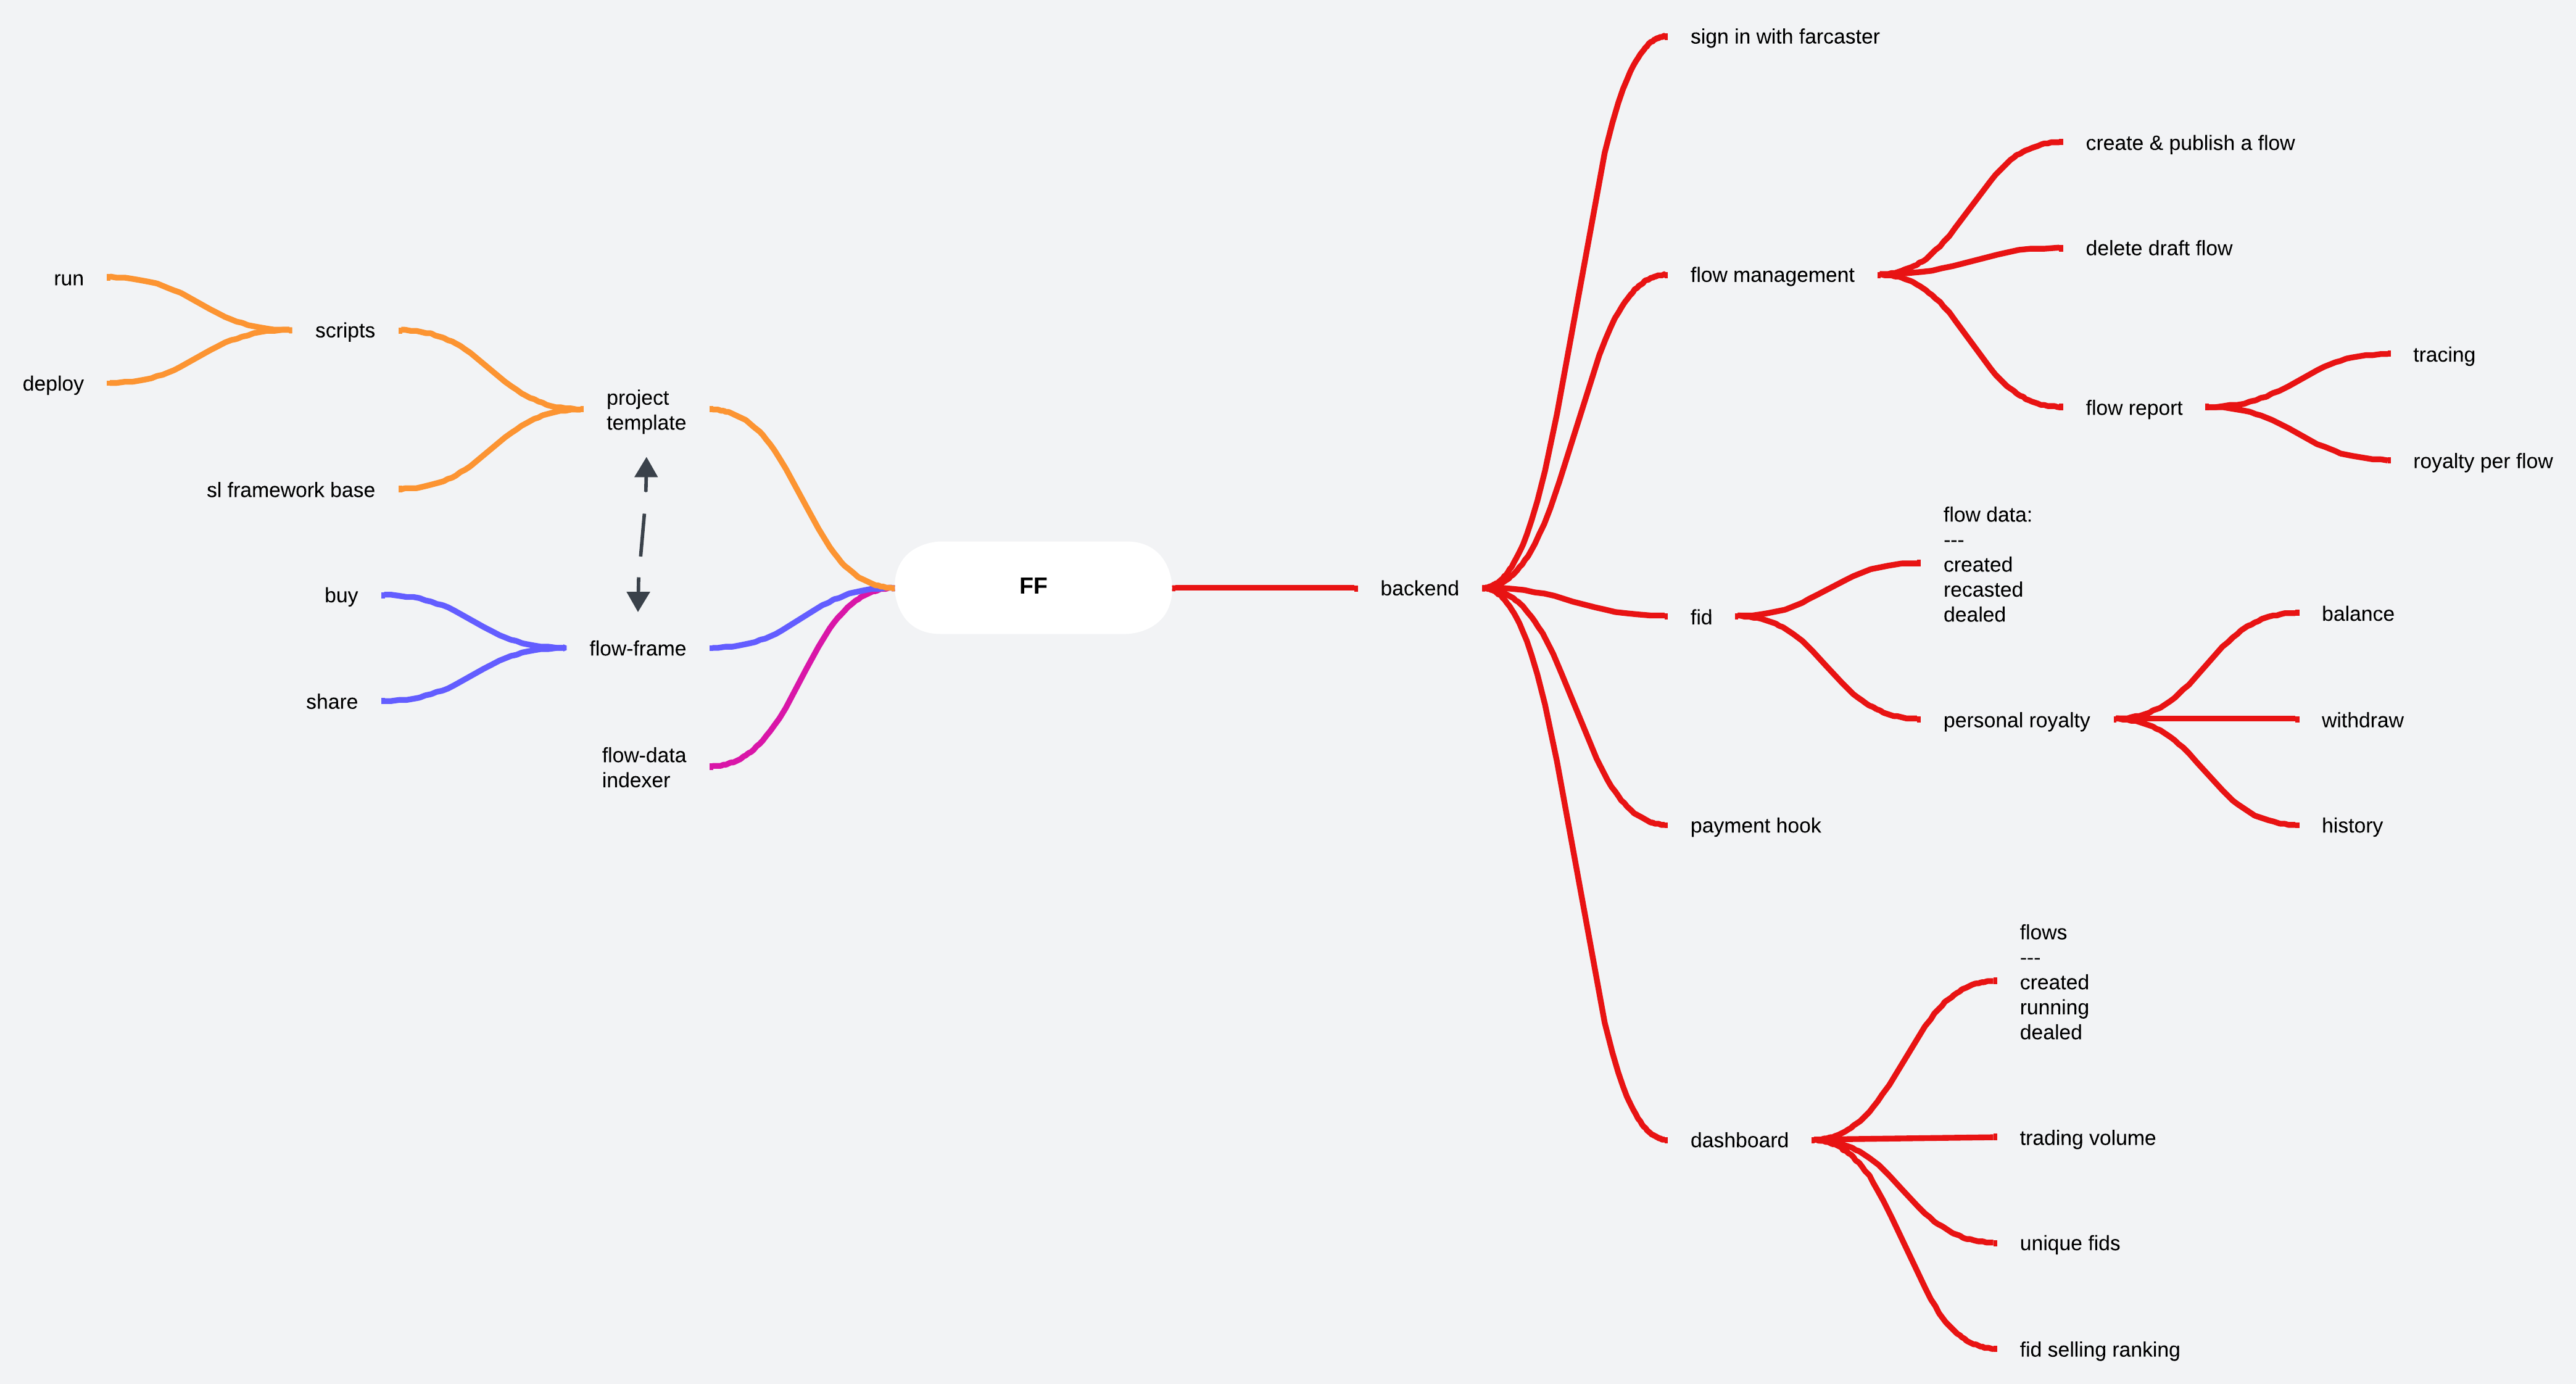 sign in with farcaster
create & publish a flow
delete draft flow
flow management
tracing
flow report
royalty per flow
flow data:
---
created
recasted
dealed
fid
balance
personal royalty
withdraw
history
backend
payment hook
flows
---
created
running
dealed
dashboard
trading volume
unique fids
fid selling ranking
FF
run
scripts
deploy
project
template
sl framework base
buy
flow-frame
share
flow-data
indexer